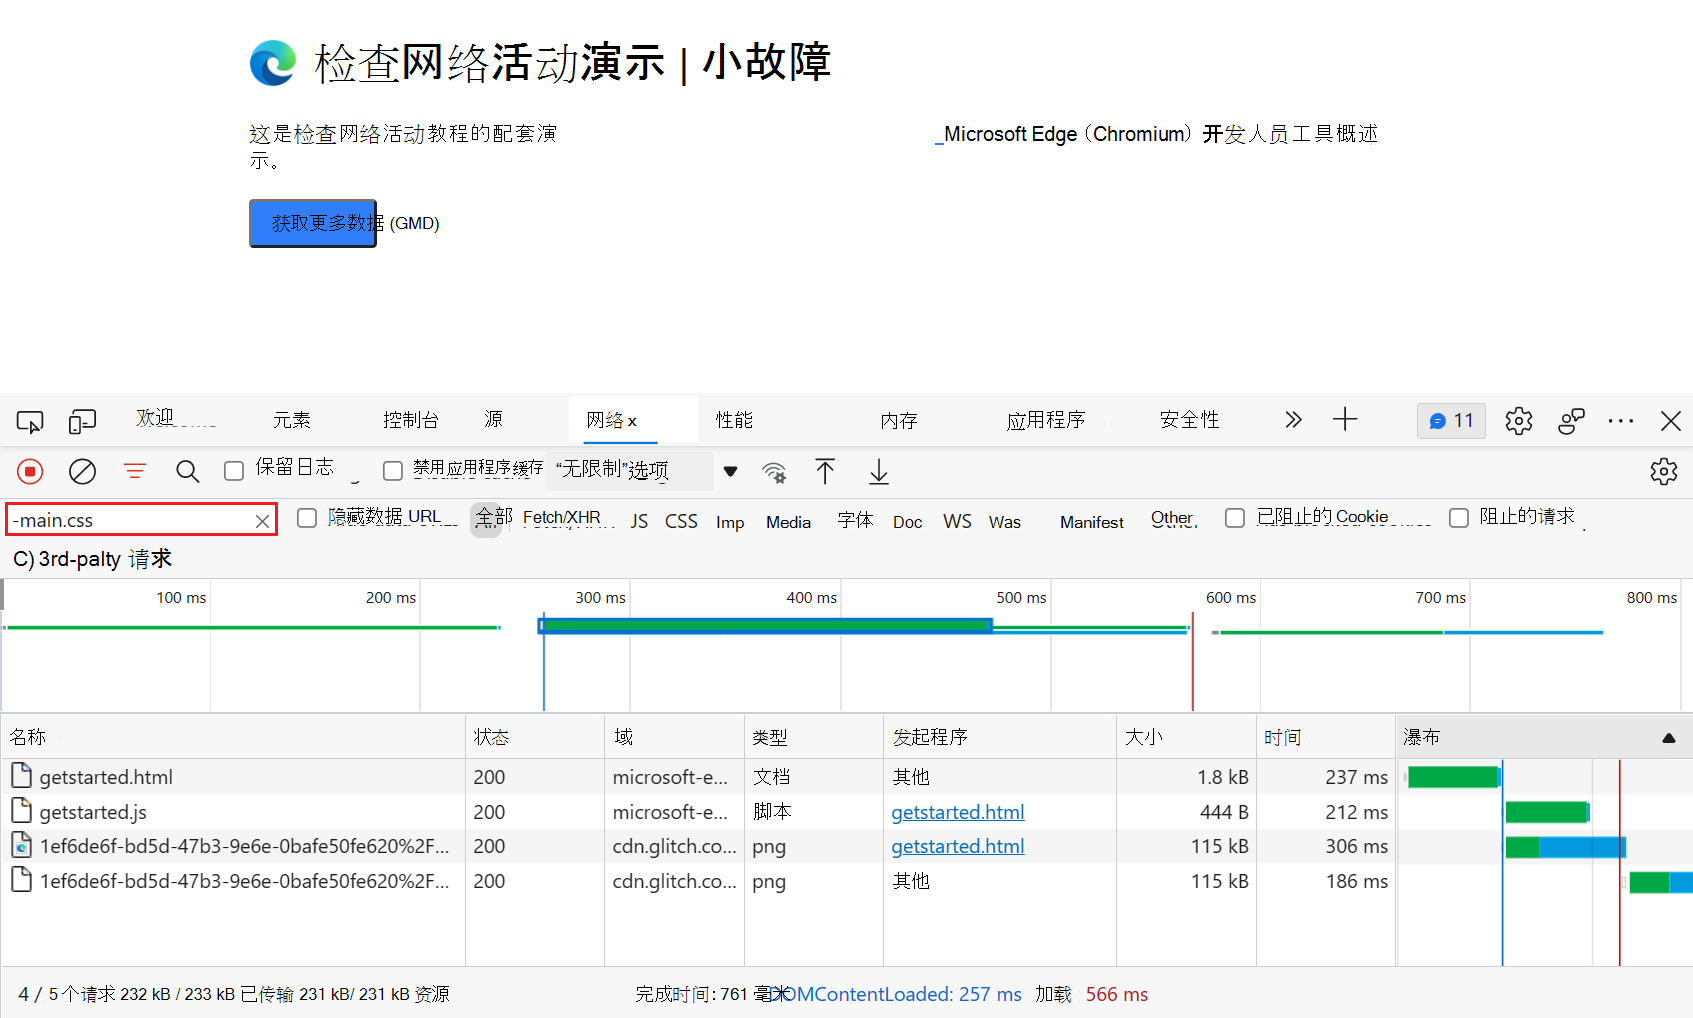 检查网络活动演示 | 小故障
这是检查网络活动教程的配套演
示。
_Microsoft Edge（Chromium）开发人员工具概述
获取更多数据 (GMD)
欢迎 元素 控制台 源 网络 x 性能 内存 应用程序 安全性 11
保留日志 禁用应用程序缓存 “无限制”选项
-main.css 隐藏数据 URL 全部 Fetch/XHR JS CSS Imp Media 字体 Doc WS Was Manifest Other 已阻止的 Cookie 阻止的请求
C) 3rd-palty 请求
100 ms 200 ms 300 ms 400 ms 500 ms 600 ms 700 ms 800 ms
名称 状态 域 类型 发起程序 大小 时间 瀑布
getstarted.html 200 microsoft-e... 文档 其他 1.8 kB 237 ms
getstarted.js 200 microsoft-e... 脚本 getstarted.html 444 B 212 ms
1ef6de6f-bd5d-47b3-9e6e-0bafe50fe620%2F... 200 cdn.glitch.co... png getstarted.html 115 kB 306 ms
1ef6de6f-bd5d-47b3-9e6e-0bafe50fe620%2F... 200 cdn.glitch.co... png 其他 115 kB 186 ms
4 / 5 个请求 232 kB / 233 kB 已传输 231 kB/ 231 kB 资源 完成时间: 761 毫米 DOMContentLoaded: 257 ms 加载 566 ms